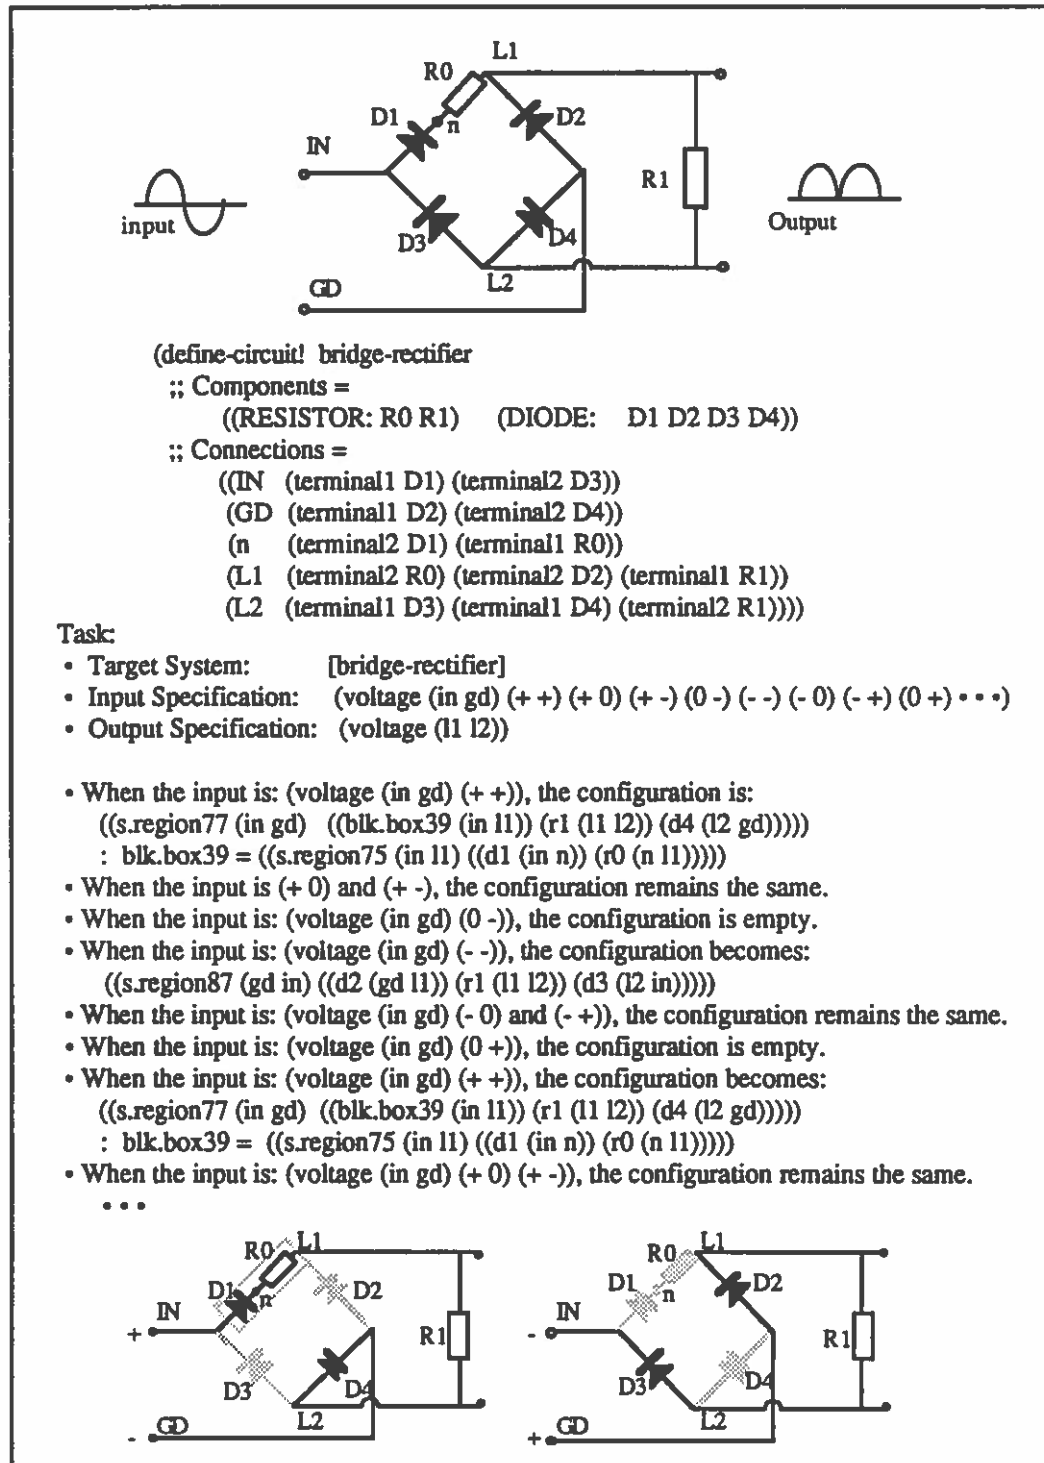 L1
R0
D1
n
D2
IN
R1
input
Output
D3
D4
L2
GD
(define-circuit! bridge-rectifier
;; Components =
((RESISTOR: R0 R1) (DIODE: D1 D2 D3 D4))
;; Connections =
((IN (terminal1 D1) (terminal2 D3))
(GD (terminal1 D2) (terminal2 D4))
(n (terminal2 D1) (terminal1 R0))
(L1 (terminal2 R0) (terminal2 D2) (terminal1 R1))
(L2 (terminal1 D3) (terminal1 D4) (terminal2 R1))))
Task:
• Target System: [bridge-rectifier]
• Input Specification: (voltage (in gd) (+ +) (+ 0) (+ -) (0 -) (- -) (- 0) (- +) (0 +) • • •)
• Output Specification: (voltage (l1 l2))
• When the input is: (voltage (in gd) (+ +)), the configuration is:
((s.region77 (in gd) ((blk.box39 (in l1)) (r1 (l1 l2)) (d4 (l2 gd)))))
: blk.box39 = ((s.region75 (in l1) ((d1 (in n)) (r0 (n l1)))))
• When the input is (+ 0) and (+ -), the configuration remains the same.
• When the input is: (voltage (in gd) (0 -)), the configuration is empty.
• When the input is: (voltage (in gd) (- -)), the configuration becomes:
((s.region87 (gd in) ((d2 (gd l1)) (r1 (l1 l2)) (d3 (l2 in)))))
• When the input is: (voltage (in gd) (- 0) and (- +)), the configuration remains the same.
• When the input is: (voltage (in gd) (0 +)), the configuration is empty.
• When the input is: (voltage (in gd) (+ +)), the configuration becomes:
((s.region77 (in gd) ((blk.box39 (in l1)) (r1 (l1 l2)) (d4 (l2 gd)))))
: blk.box39 = ((s.region75 (in l1) ((d1 (in n)) (r0 (n l1)))))
• When the input is: (voltage (in gd) (+ 0) (+ -)), the configuration remains the same.
• • •
R0 L1
D1
n
D2
IN
+
R1
D3
D4
L2
- GD
R0 L1
D1
n
D2
IN
-
R1
D3
D4
L2
+ GD